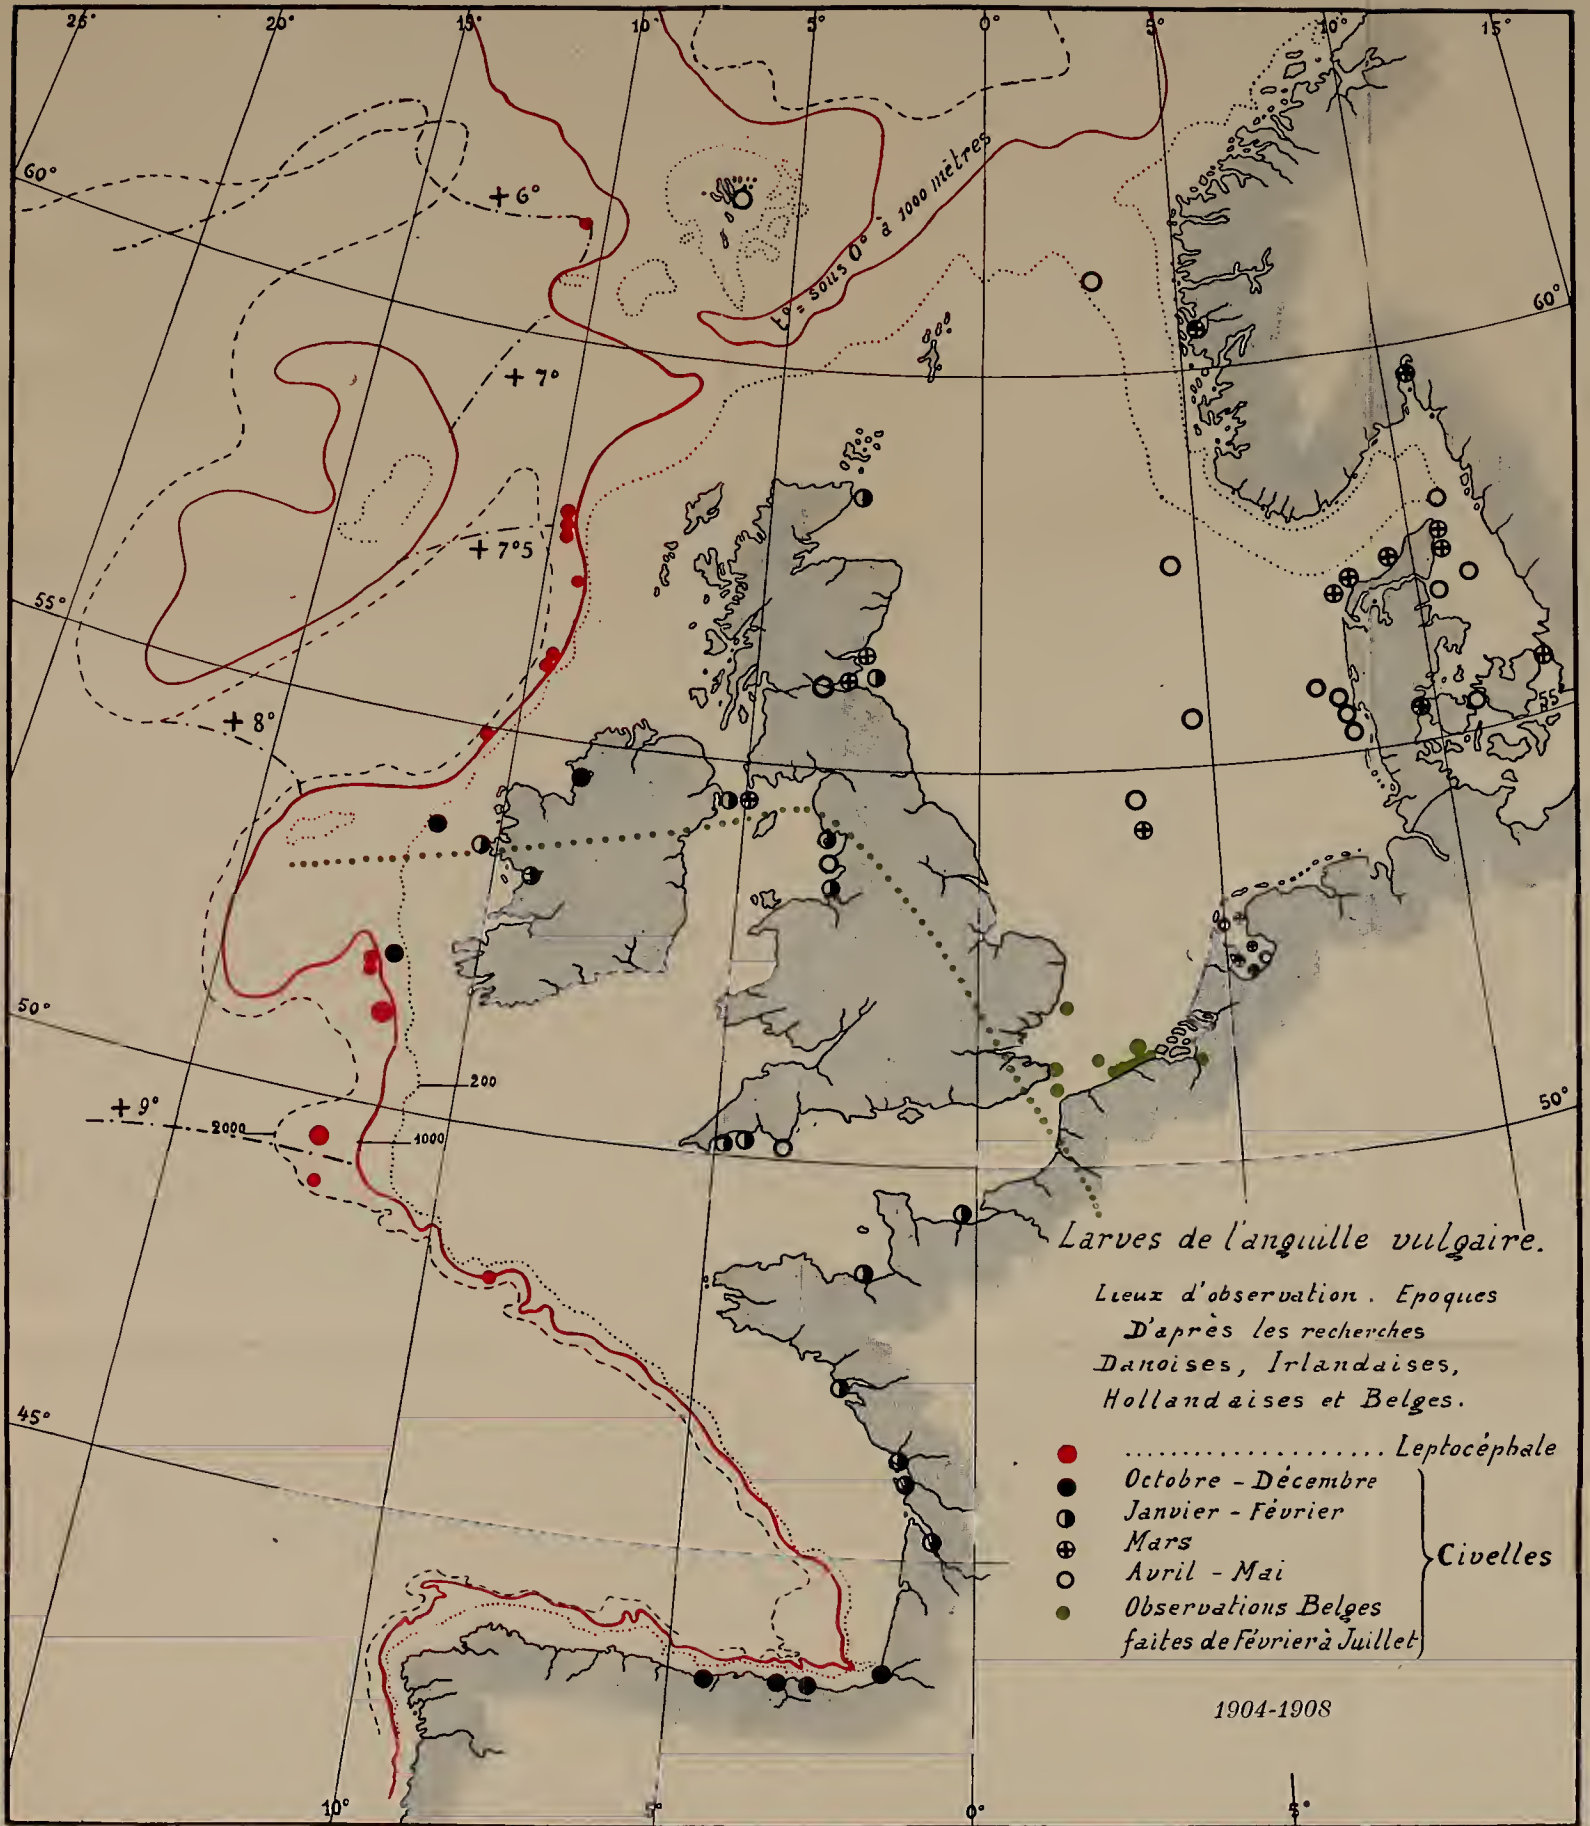 25° 20° 15° 10° 5° 0° 5° 10° 15°
60°
+ 6°
t° = sous 0° à 1000 mètres
60°
+ 7°
+ 7°5
55°
+ 8°
55
50°
200
+ 9°
2000
1000
50°
Larves de l'anguille vulgaire.
Lieux d'observation. Epoques
D'après les recherches
Danoises, Irlandaises,
Hollandaises et Belges.
45°
.................... Leptocéphale
Octobre - Décembre
Janvier - Février
Mars
Civelles
Avril - Mai
Observations Belges
faites de Février à Juillet
1904-1908
10° 5° 0° 5°